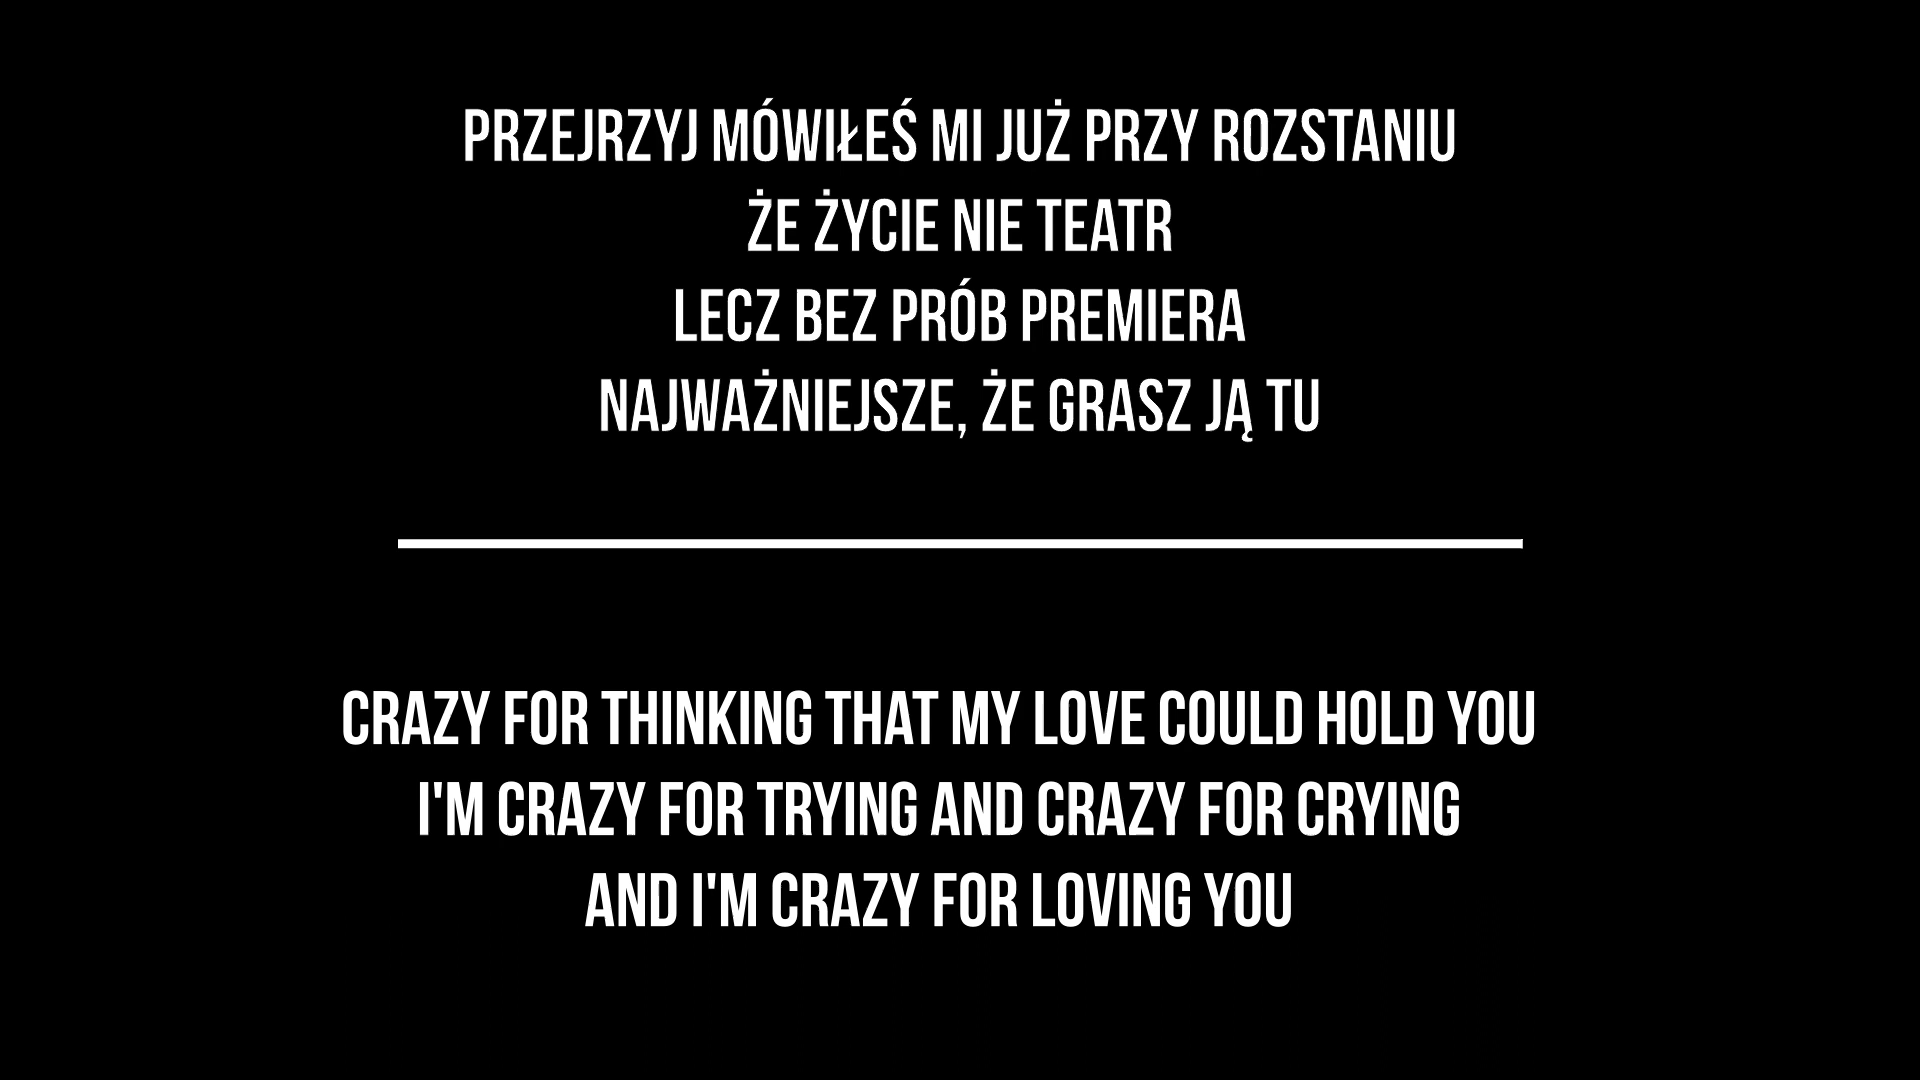 PRZEJRZYJ MÓWIŁEŚ MI JUŻ PRZY ROZSTANIU
ŻE ŻYCIE NIE TEATR
LECZ BEZ PRÓB PREMIERA
NAJWAŻNIEJSZE, ŻE GRASZ JĄ TU
CRAZY FOR THINKING THAT MY LOVE COULD HOLD YOU
I'M CRAZY FOR TRYING AND CRAZY FOR CRYING
AND I'M CRAZY FOR LOVING YOU